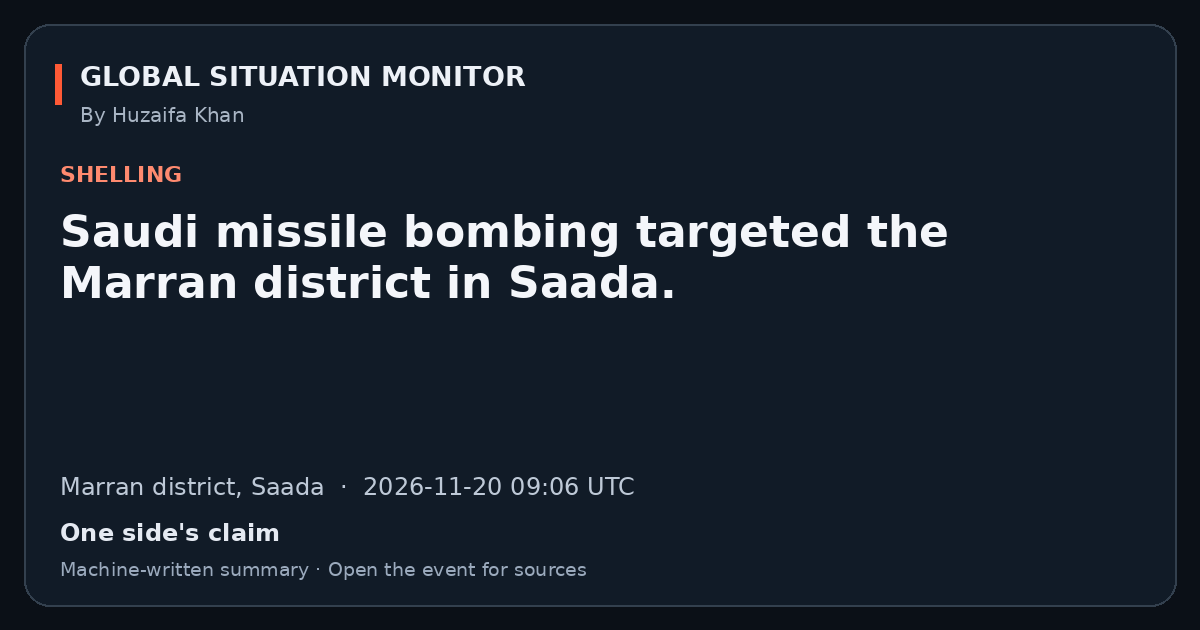 GLOBAL SITUATION MONITOR
By Huzaifa Khan
SHELLING
Saudi missile bombing targeted the
Marran district in Saada.
Marran district, Saada · 2026-11-20 09:06 UTC
One side's claim
Machine-written summary · Open the event for sources